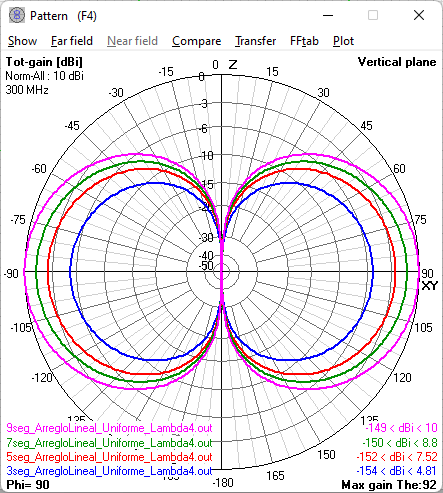 Pattern (F4)
Show Far field Near field Compare Transfer FFtab Plot
Tot-gain [dBi] 0 Z Vertical plane
Norm-All : 10 dBi
300 MHz
-15 15
-30 30
-45 45
-60 60
-75 75
-90 90
XY
-105 105
-120 120
-135 135
-165 165
-180
0
-3
-6
-10
-15
-20
-30
-40
-50
9seg_ArregloLineal_Uniforme_Lambda4.out -149 < dBi < 10
7seg_ArregloLineal_Uniforme_Lambda4.out -150 < dBi < 8.8
5seg_ArregloLineal_Uniforme_Lambda4.out -152 < dBi < 7.52
3seg_ArregloLineal_Uniforme_Lambda4.out -154 < dBi < 4.81
Phi= 90 Max gain The:92